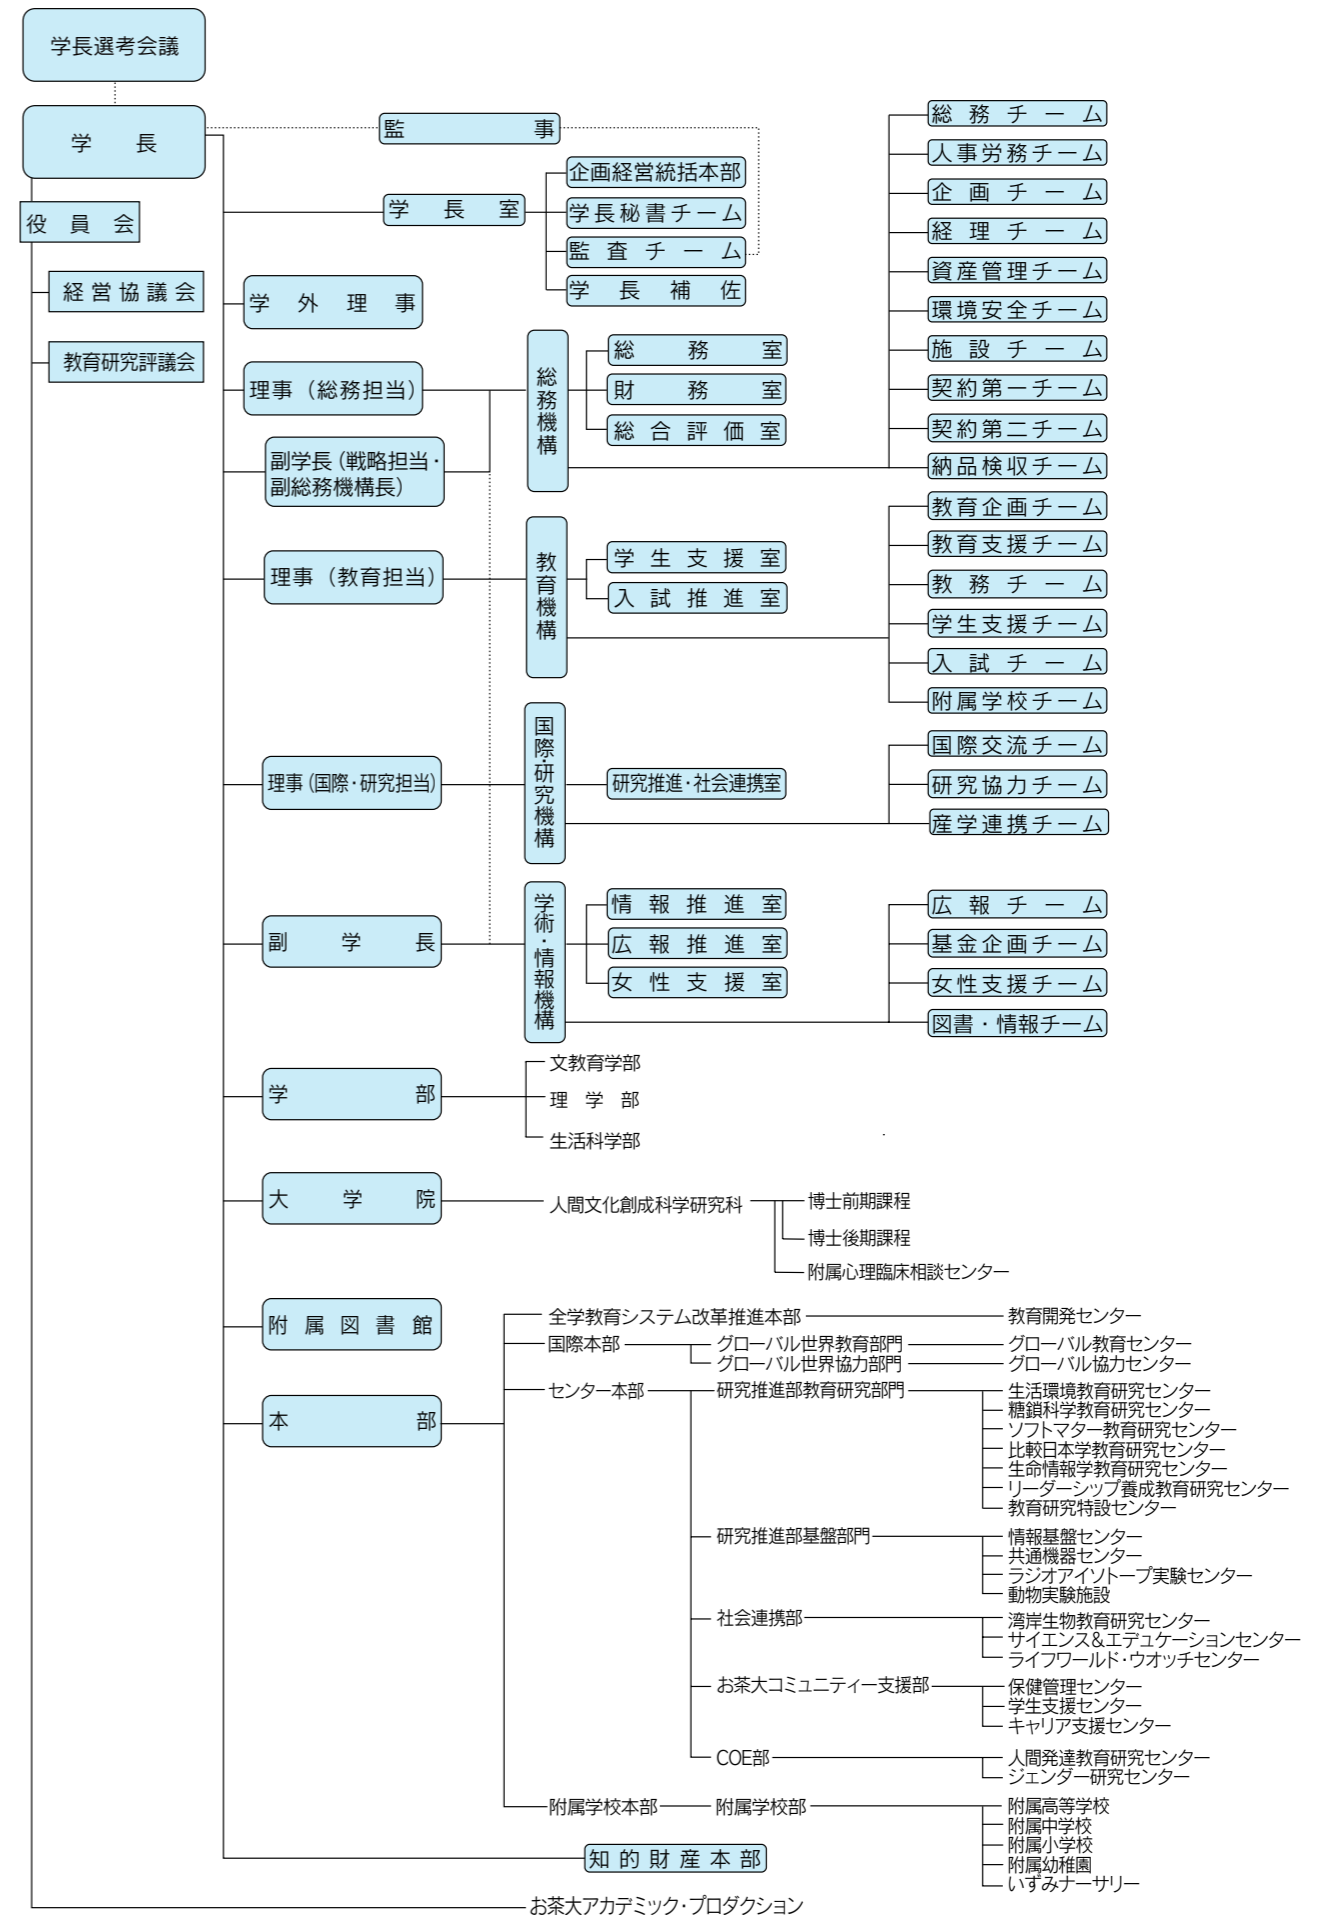 学長選考会議
学長
役員会
経営協議会
教育研究評議会
監事
学長室
企画経営統括本部
学長秘書チーム
監査チーム
学長補佐
学外理事
理事（総務担当）
副学長（戦略担当・
副総務機構長）
総務機構
総務室
財務室
総合評価室
総務チーム
人事労務チーム
企画チーム
経理チーム
資産管理チーム
環境安全チーム
施設チーム
契約第一チーム
契約第二チーム
納品検収チーム
理事（教育担当）
教育機構
学生支援室
入試推進室
教育企画チーム
教育支援チーム
教務チーム
学生支援チーム
入試チーム
附属学校チーム
理事（国際・研究担当）
国際・研究機構
研究推進・社会連携室
国際交流チーム
研究協力チーム
産学連携チーム
副学長
学術・情報機構
情報推進室
広報推進室
女性支援室
広報チーム
基金企画チーム
女性支援チーム
図書・情報チーム
学部
文教育学部
理学部
生活科学部
大学院
人間文化創成科学研究科
博士前期課程
博士後期課程
附属心理臨床相談センター
附属図書館
本部
全学教育システム改革推進本部
教育開発センター
国際本部
グローバル世界教育部門
グローバル教育センター
グローバル世界協力部門
グローバル協力センター
センター本部
研究推進部教育研究部門
生活環境教育研究センター
糖鎖科学教育研究センター
ソフトマター教育研究センター
比較日本学教育研究センター
生命情報学教育研究センター
リーダーシップ養成教育研究センター
教育研究特設センター
研究推進部基盤部門
情報基盤センター
共通機器センター
ラジオアイソトープ実験センター
動物実験施設
社会連携部
湾岸生物教育研究センター
サイエンス&エデュケーションセンター
ライフワールド・ウオッチセンター
お茶大コミュニティー支援部
保健管理センター
学生支援センター
キャリア支援センター
COE部
人間発達教育研究センター
ジェンダー研究センター
附属学校本部
附属学校部
附属高等学校
附属中学校
附属小学校
附属幼稚園
いずみナーサリー
知的財産本部
お茶大アカデミック・プロダクション